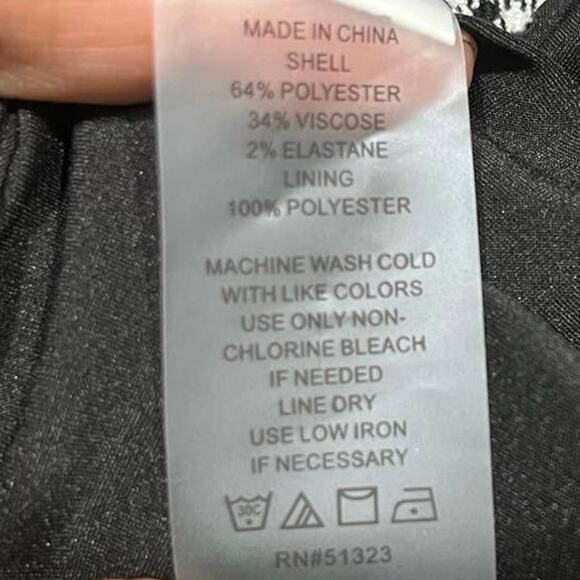 MADE IN CHINA
SHELL
64% POLYESTER
34% VISCOSE
2% ELASTANE
LINING
100% POLYESTER
MACHINE WASH COLD
WITH LIKE COLORS
USE ONLY NON-
CHLORINE BLEACH
IF NEEDED
LINE DRY
USE LOW IRON
IF NECESSARY
30C
RN#51323